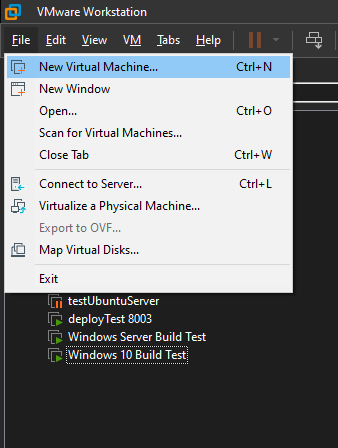 VMware Workstation
File Edit View VM Tabs Help
New Virtual Machine... Ctrl+N
New Window
Open... Ctrl+O
Scan for Virtual Machines...
Close Tab Ctrl+W
Connect to Server... Ctrl+L
Virtualize a Physical Machine...
Export to OVF...
Map Virtual Disks...
Exit
testUbuntuServer
deployTest 8003
Windows Server Build Test
Windows 10 Build Test